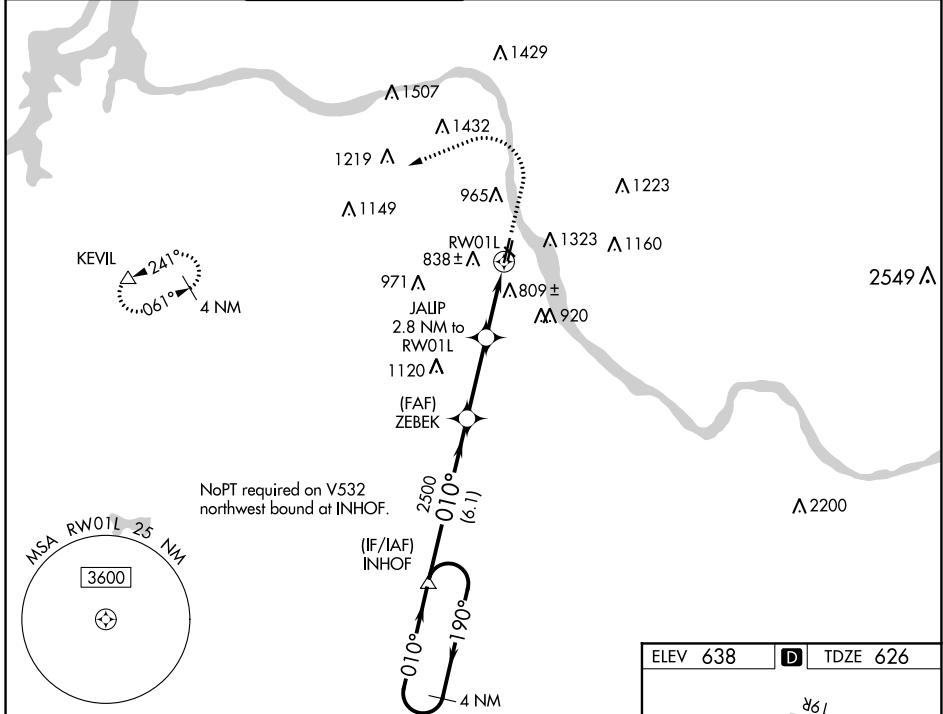 1429
1507
1432
1219
1223
965
1149
RW01L
1323
1160
838±
KEVIL
241°
2549
971
061°
4 NM
809±
JALIP
2.8 NM to
RW01L
920
1120
(FAF)
ZEBEK
NoPT required on V532
northwest bound at INHOF.
2500
010°
(6.1)
2200
MSA RW01L 25 NM
(IF/IAF)
INHOF
3600
010°
190°
4 NM
ELEV 638 D TDZE 626
19R